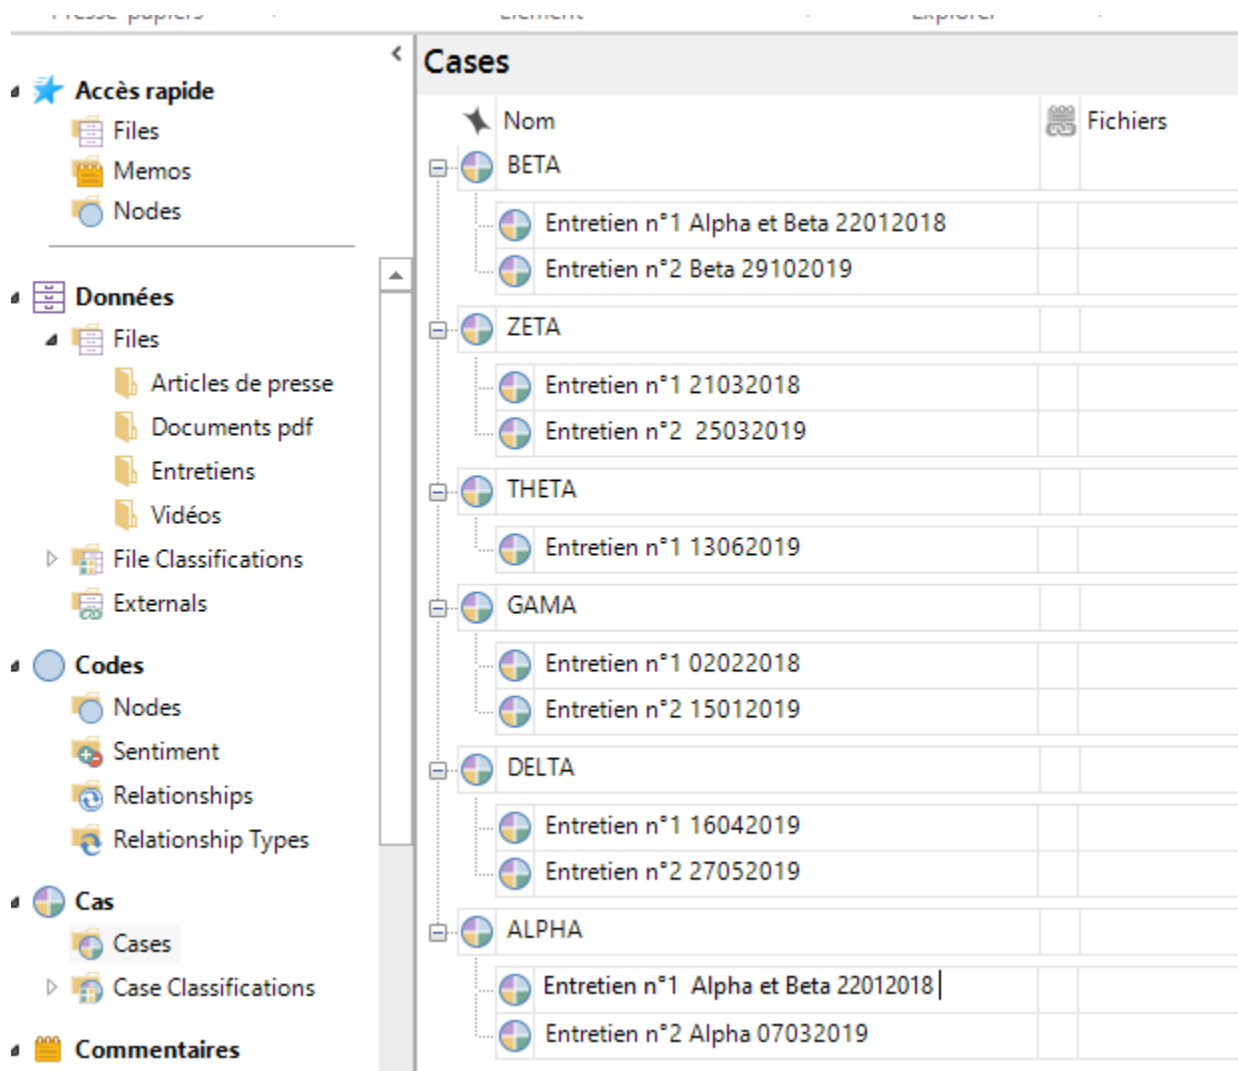 Cases
Accès rapide
Files
Memos
Nodes
Données
Files
Articles de presse
Documents pdf
Entretiens
Vidéos
File Classifications
Externals
Codes
Nodes
Sentiment
Relationships
Relationship Types
Cas
Cases
Case Classifications
Commentaires
Nom
Fichiers
BETA
Entretien n°1 Alpha et Beta 22012018
Entretien n°2 Beta 29102019
ZETA
Entretien n°1 21032018
Entretien n°2  25032019
THETA
Entretien n°1 13062019
GAMA
Entretien n°1 02022018
Entretien n°2 15012019
DELTA
Entretien n°1 16042019
Entretien n°2 27052019
ALPHA
Entretien n°1  Alpha et Beta 22012018
Entretien n°2 Alpha 07032019